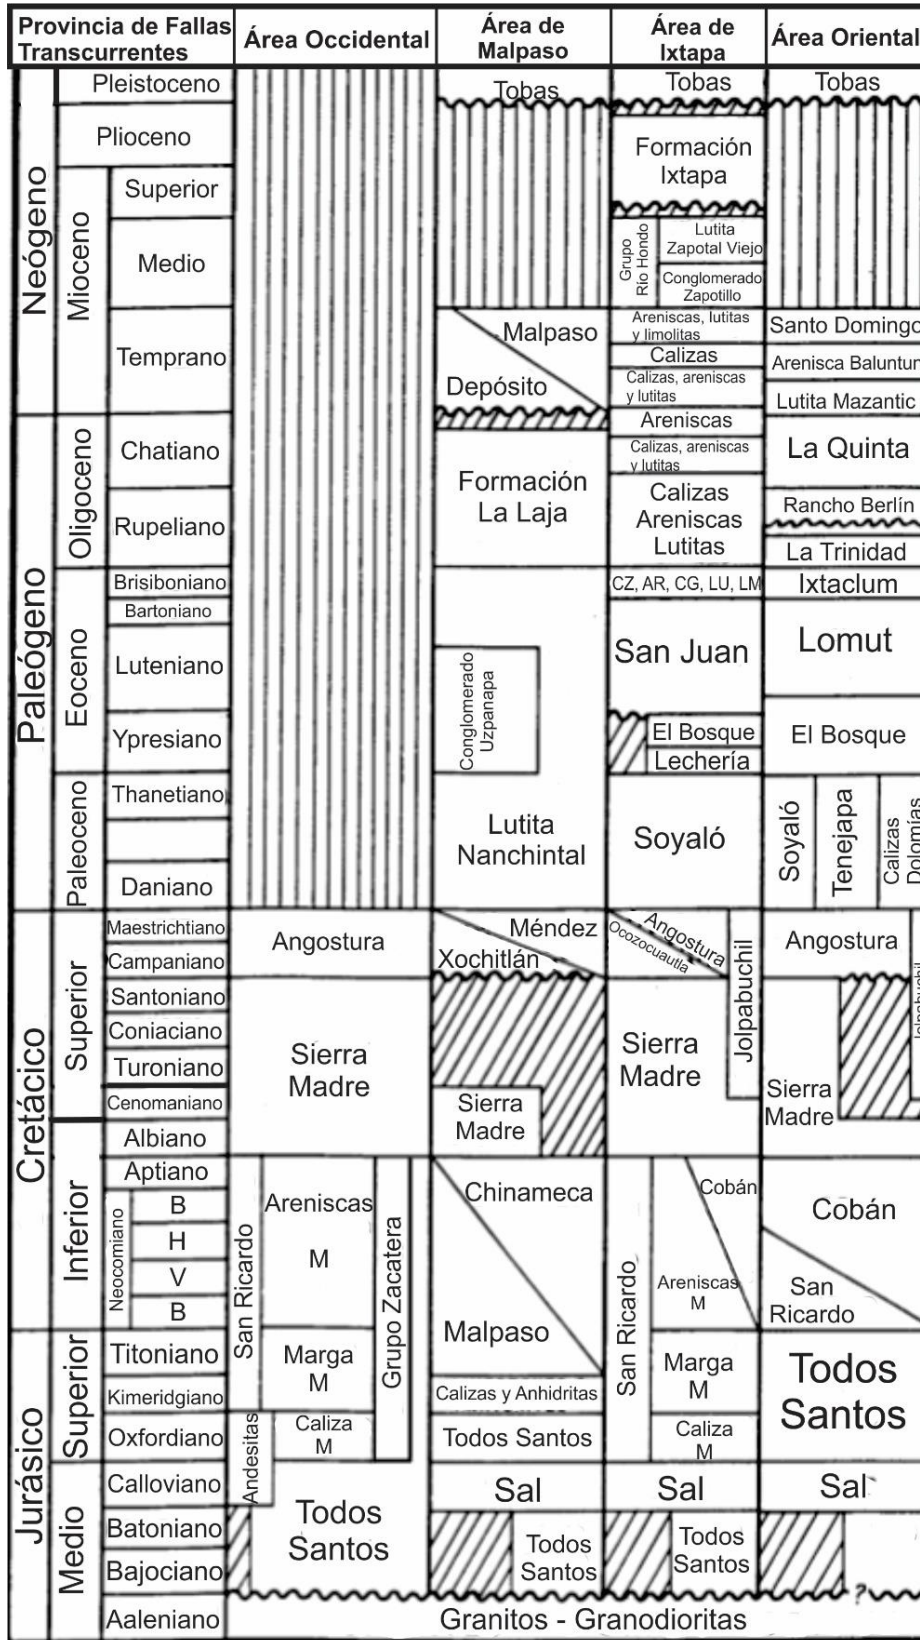 Provincia de Fallas
Transcurrentes
Área Occidental
Área de
Malpaso
Área de
Ixtapa
Área Oriental
Neógeno
Pleistoceno
Plioceno
Mioceno
Superior
Medio
Temprano
Paleógeno
Oligoceno
Chatiano
Rupeliano
Eoceno
Brisiboniano
Bartoniano
Luteniano
Ypresiano
Paleoceno
Thanetiano
Daniano
Cretácico
Superior
Maestrichtiano
Campaniano
Santoniano
Coniaciano
Turoniano
Cenomaniano
Inferior
Albiano
Aptiano
Neocomiano
B
H
V
B
Jurásico
Superior
Titoniano
Kimeridgiano
Oxfordiano
Medio
Calloviano
Batoniano
Bajociano
Aaleniano
Angostura
Sierra
Madre
San Ricardo
Areniscas
M
Grupo Zacatera
Marga
M
Caliza
M
Andesitas
Todos
Santos
Tobas
Malpaso
Depósito
Formación
La Laja
Conglomerado
Uzpanapa
Lutita
Nanchintal
Méndez
Xochitlán
Sierra
Madre
Chinameca
Malpaso
Calizas y Anhidritas
Todos Santos
Sal
Todos
Santos
Tobas
Formación
Ixtapa
Grupo
Rio Hondo
Lutita
Zapotal Viejo
Conglomerado
Zapotillo
Areniscas, lutitas
y limolitas
Calizas
Calizas, areniscas
y lutitas
Areniscas
Calizas, areniscas
y lutitas
Calizas
Areniscas
Lutitas
CZ, AR, CG, LU, LM
San Juan
El Bosque
Lechería
Soyaló
Angostura
Ocozocuautla
Jolpabuchil
Sierra
Madre
San Ricardo
Cobán
Areniscas
M
Marga
M
Caliza
M
Sal
Todos
Santos
Tobas
Santo Domingo
Arenisca Baluntun
Lutita Mazantic
La Quinta
Rancho Berlín
La Trinidad
Ixtaclum
Lomut
El Bosque
Soyaló
Tenejapa
Calizas
Dolomías
Angostura
Jolpabuchil
Sierra
Madre
Cobán
San
Ricardo
Todos
Santos
Sal
?
Granitos - Granodioritas